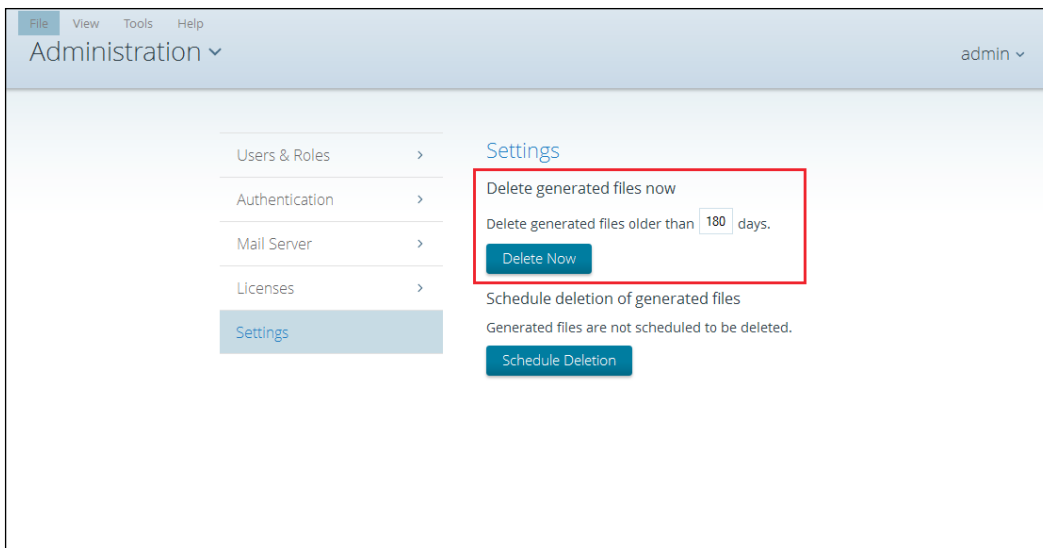 File View Tools Help
Administration
admin
Users & Roles
Authentication
Mail Server
Licenses
Settings
Settings
Delete generated files now
Delete generated files older than 180 days.
Delete Now
Schedule deletion of generated files
Generated files are not scheduled to be deleted.
Schedule Deletion